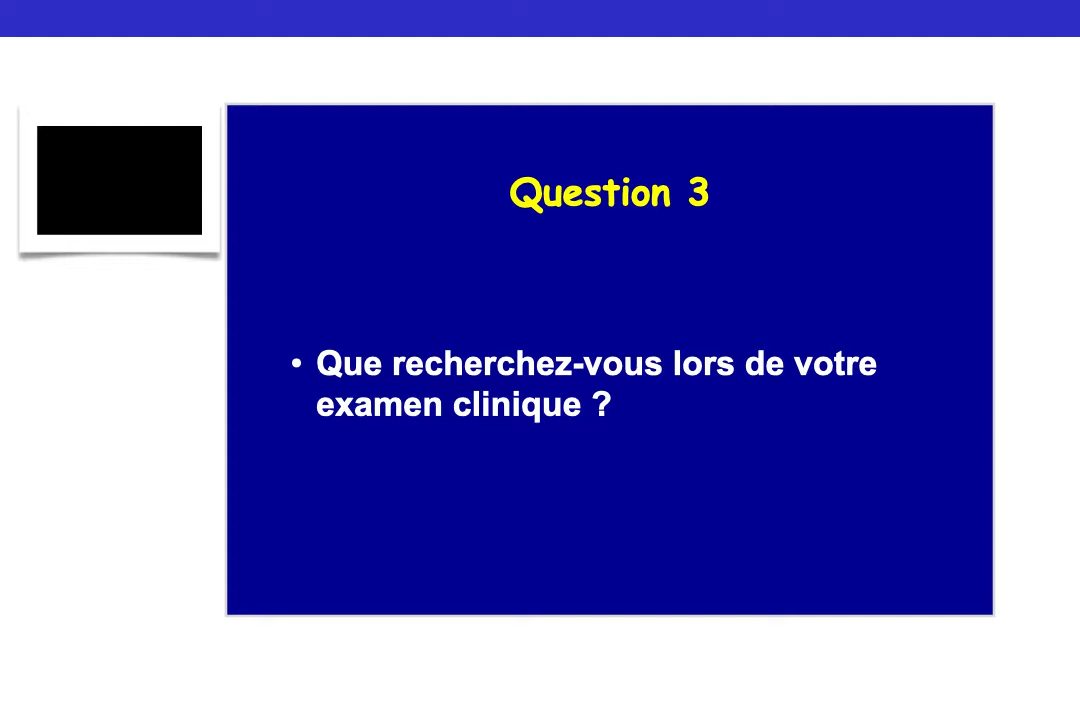 Question 3
• Que recherchez-vous lors de votre
examen clinique ?